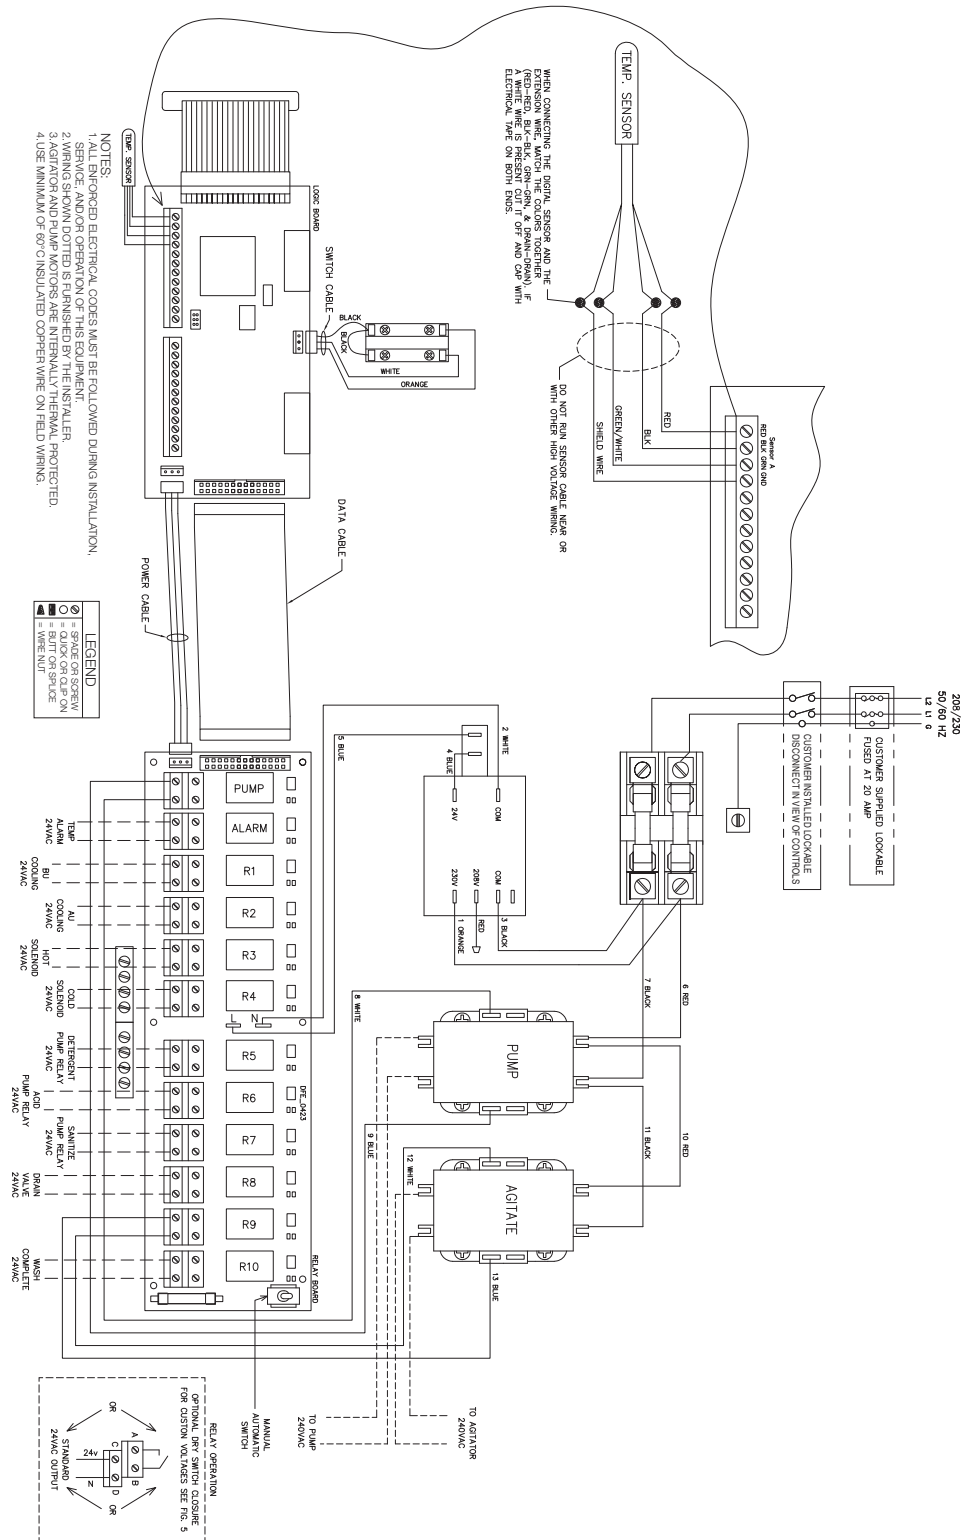 208/230
50/60 HZ
L2 L1 G
CUSTOMER SUPPLIED LOCKABLE
FUSED AT 20 AMP
CUSTOMER INSTALLED LOCKABLE
DISCONNECT IN VIEW OF CONTROLS
TEMP. SENSOR
WHEN CONNECTING THE DIGITAL SENSOR AND THE
EXTENSION WIRE, MATCH THE COLORS TOGETHER
(RED-RED, BLK-BLK, GRN-GRN, & DRAIN-DRAIN). IF
A WHITE WIRE IS PRESENT CUT IT OFF AND CAP WITH
ELECTRICAL TAPE ON BOTH ENDS.
DO NOT RUN SENSOR CABLE NEAR OR
WITH OTHER HIGH VOLTAGE WIRING.
RED
BLK
GREEN/WHITE
SHIELD WIRE
Sensor A
RED BLK GRN GND
TEMP. SENSOR
LOGIC BOARD
SWITCH CABLE
BLACK
BLACK
WHITE
ORANGE
DATA CABLE
POWER CABLE
NOTES:
1. ALL ENFORCED ELECTRICAL CODES MUST BE FOLLOWED DURING INSTALLATION,
SERVICE, AND/OR OPERATION OF THIS EQUIPMENT.
2. WIRING SHOWN DOTTED IS FURNISHED BY THE INSTALLER.
3. AGITATOR AND PUMP MOTORS ARE INTERNALLY THERMAL PROTECTED.
4. USE MINIMUM OF 60°C INSULATED COPPER WIRE ON FIELD WIRING.
LEGEND
= SPADE OR SCREW
= QUICK OR CLIP ON
= BUTT OR SPLICE
= WIRE NUT
2 WHITE
4 BLUE
5 BLUE
COM
24V
COM
208V
230V
3 BLACK
RED
1 ORANGE
6 RED
7 BLACK
8 WHITE
PUMP
9 BLUE
10 RED
11 BLACK
12 WHITE
AGITATE
13 BLUE
PUMP
ALARM
R1
R2
R3
R4
L N
R5
R6
R7
R8
R9
R10
DFE_0423
RELAY BOARD
TEMP
ALARM
24VAC
BU
COOLING
24VAC
AU
COOLING
24VAC
HOT
SOLENOID
24VAC
COLD
SOLENOID
24VAC
DETERGENT
PUMP RELAY
24VAC
ACID
PUMP RELAY
24VAC
SANITIZE
PUMP RELAY
24VAC
DRAIN
VALVE
24VAC
WASH
COMPLETE
24VAC
MANUAL
AUTOMATIC
SWITCH
TO PUMP
240VAC
TO AGITATOR
240VAC
RELAY OPERATION
OPTIONAL DRY SWITCH CLOSURE
FOR CUSTON VOLTAGES SEE FIG. 5
OR
A
B
C
D
24v
N
OR
STANDARD
24VAC OUTPUT